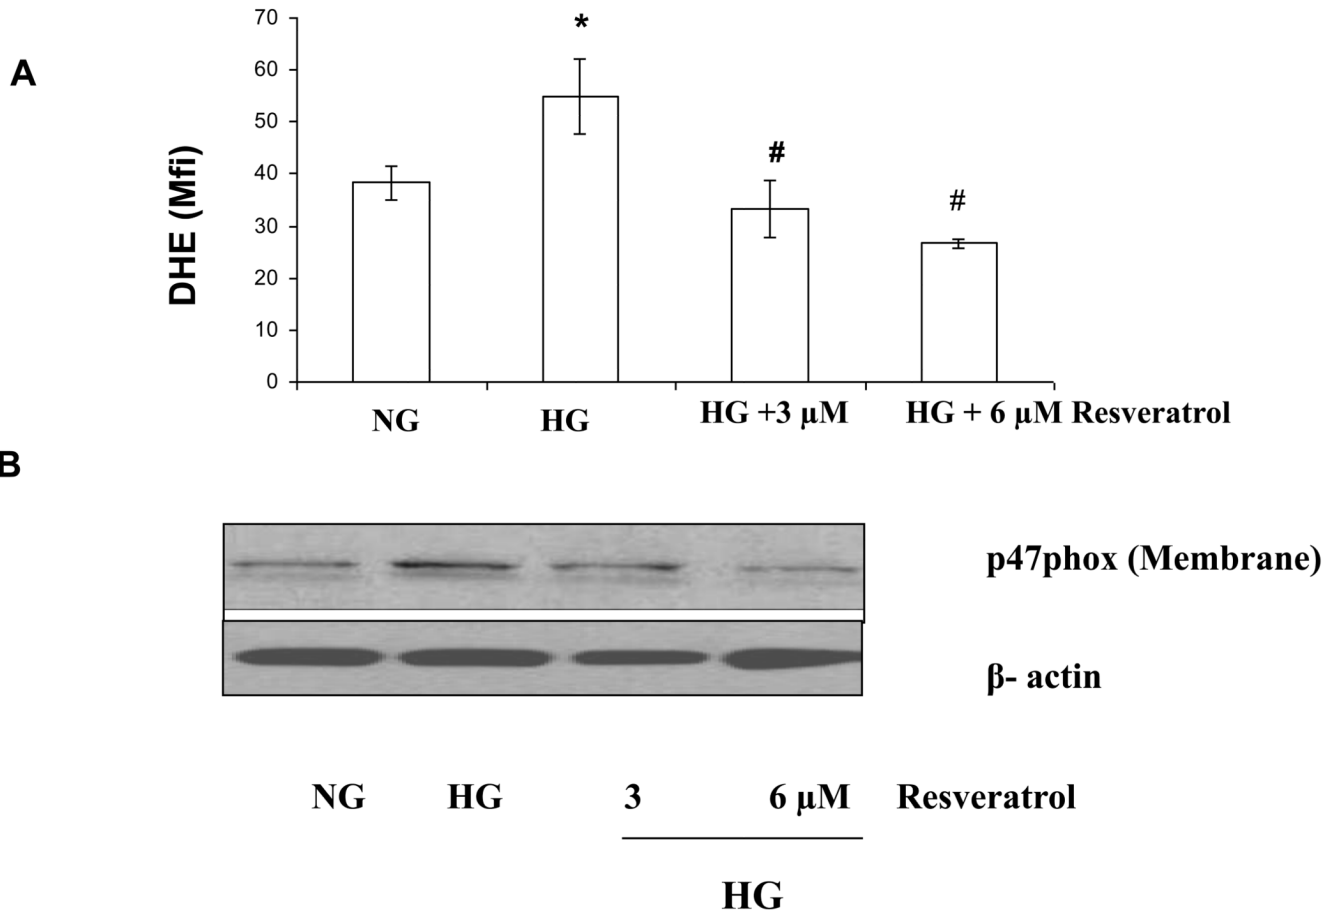 A
DHE (Mfi)
70
60
50
40
30
20
10
0
*
#
#
NG HG HG +3 μM HG + 6 μM Resveratrol
B
p47phox (Membrane)
β- actin
NG HG 3 6 μM Resveratrol
HG